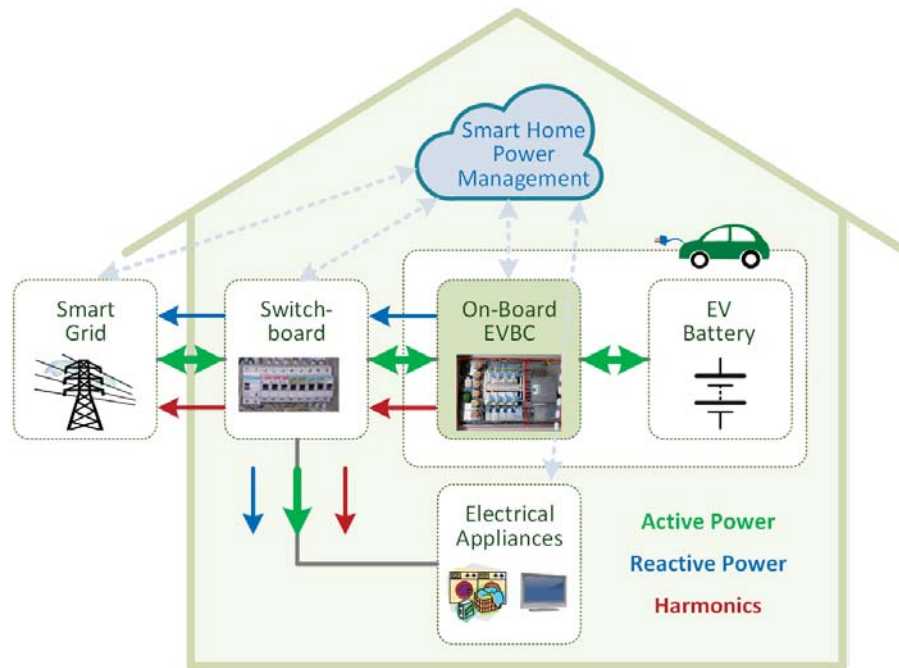 Smart Home
Power
Management
Smart
Grid
Switch-
board
On-Board
EVBC
EV
Battery
Electrical
Appliances
Active Power
Reactive Power
Harmonics